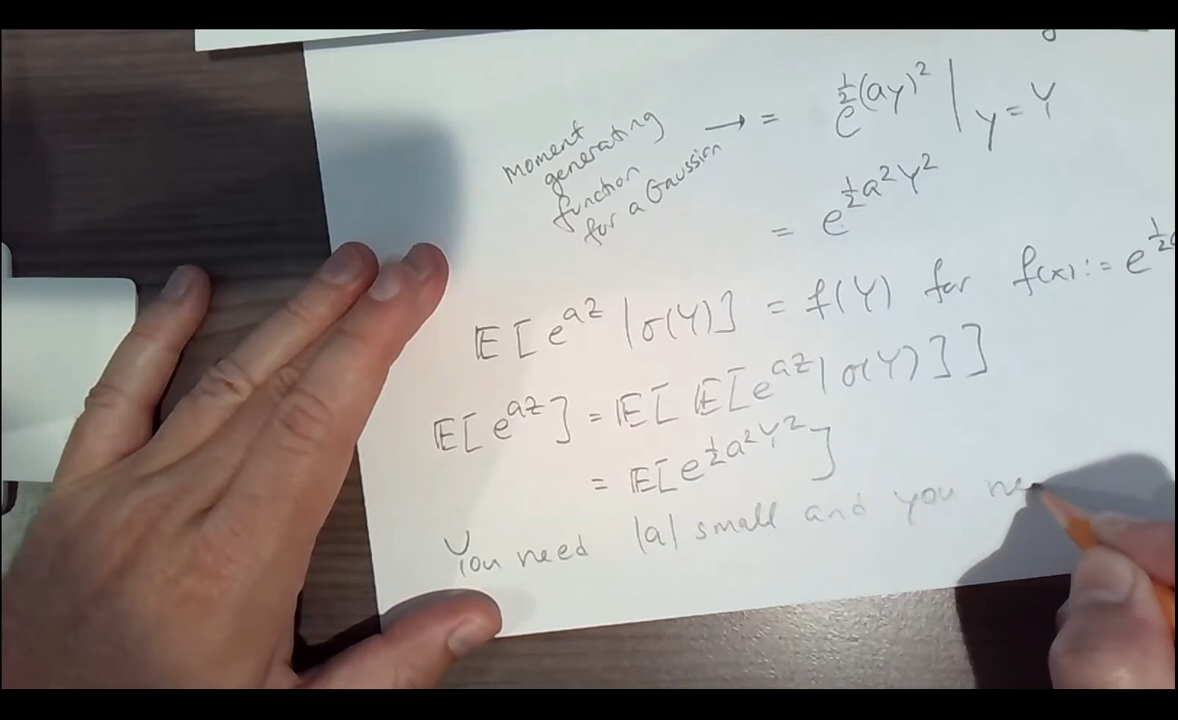 Moment
generating
function
for a Gaussian
→ = e^{½(ay)²} |_{y=Y}
= e^{½a²Y²}
E[e^{aZ} | σ(Y)] = f(Y) for f(x) := e^{½
E[e^{aZ}] = E[E[e^{aZ} | σ(Y)]]
= E[e^{½a²Y²}]
You need |a| small and you ne